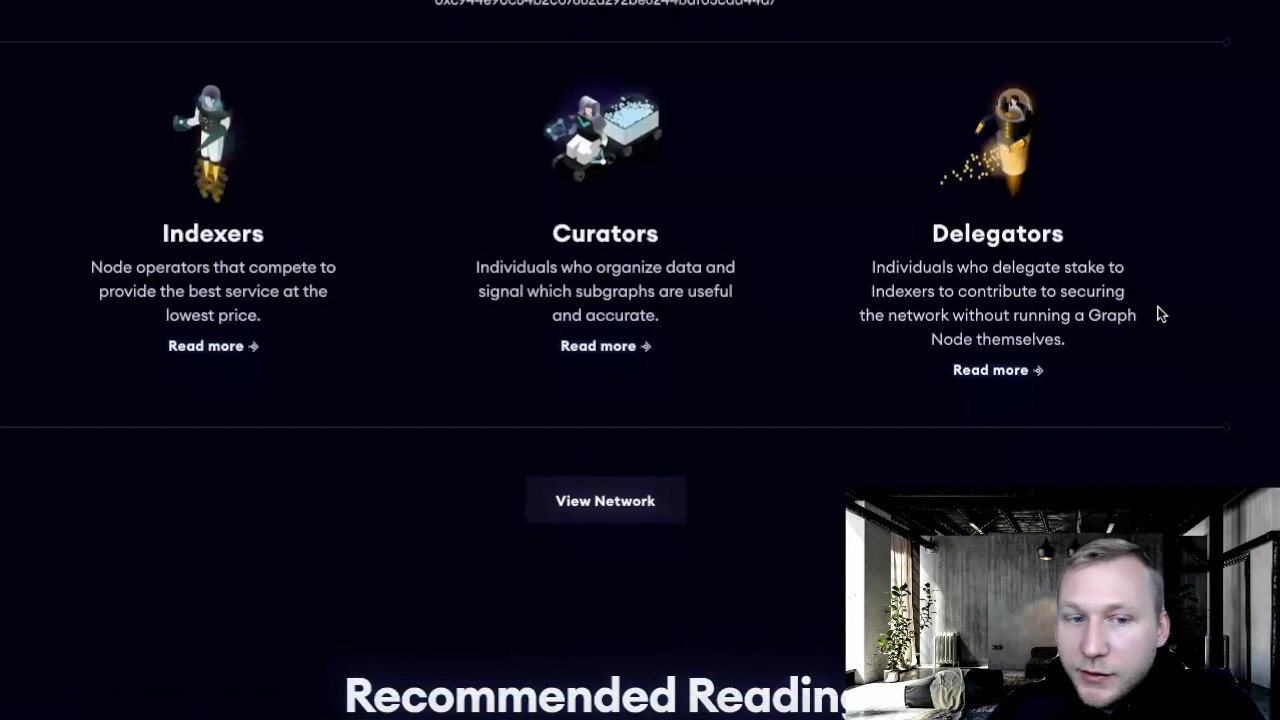 Indexers
Node operators that compete to
provide the best service at the
lowest price.
Read more
Curators
Individuals who organize data and
signal which subgraphs are useful
and accurate.
Read more
Delegators
Individuals who delegate stake to
Indexers to contribute to securing
the network without running a Graph
Node themselves.
Read more
View Network
Recommended Reading